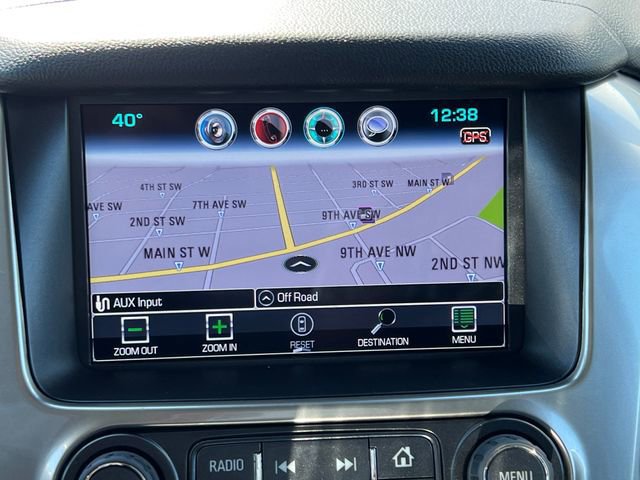 40°
12:38
GPS
4TH ST SW
3RD ST SW
MAIN ST W
AVE SW
7TH AVE SW
2ND ST SW
9TH AVE SW
MAIN ST W
9TH AVE NW
2ND ST NW
AUX Input
Off Road
ZOOM OUT
ZOOM IN
RESET
DESTINATION
MENU
RADIO
MENU